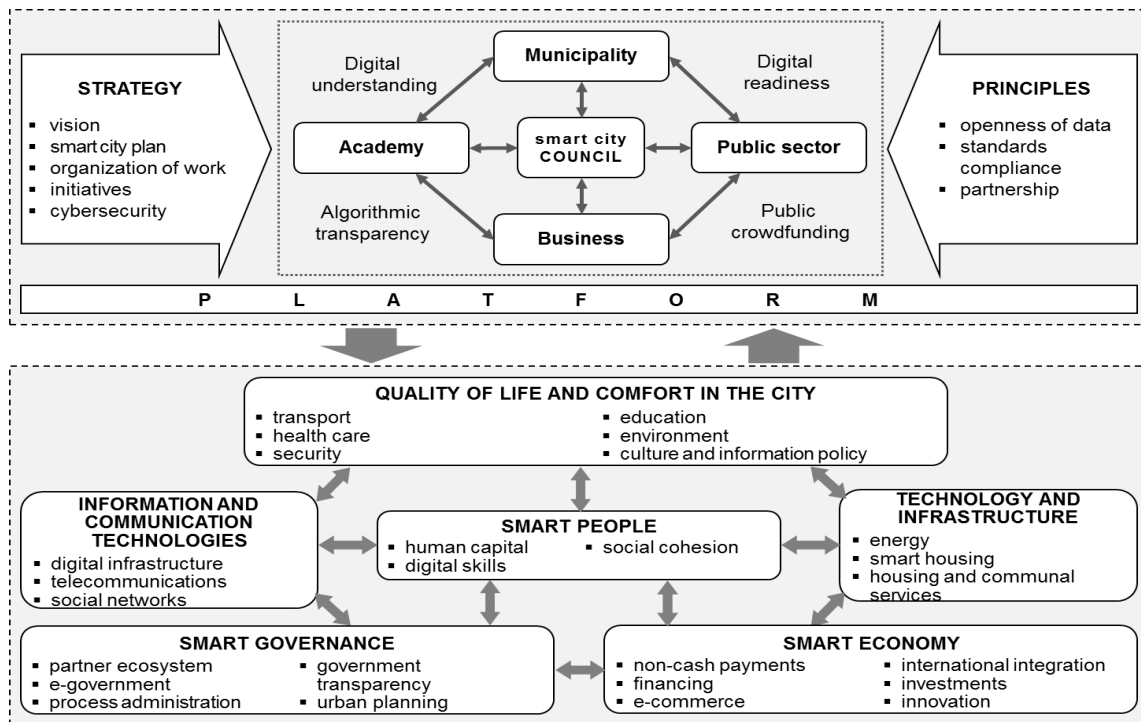 STRATEGY
▪ vision
▪ smart city plan
▪ organization of work
▪ initiatives
▪ cybersecurity
Digital
understanding
Municipality
Digital
readiness
Academy
smart city
COUNCIL
Public sector
Algorithmic
transparency
Business
Public
crowdfunding
PRINCIPLES
▪ openness of data
▪ standards
compliance
▪ partnership
P L A T F O R M
QUALITY OF LIFE AND COMFORT IN THE CITY
▪ transport
▪ health care
▪ security
▪ education
▪ environment
▪ culture and information policy
INFORMATION AND
COMMUNICATION
TECHNOLOGIES
▪ digital infrastructure
▪ telecommunications
▪ social networks
SMART PEOPLE
▪ human capital
▪ digital skills
▪ social cohesion
TECHNOLOGY AND
INFRASTRUCTURE
▪ energy
▪ smart housing
▪ housing and communal
services
SMART GOVERNANCE
▪ partner ecosystem
▪ e-government
▪ process administration
▪ government
transparency
▪ urban planning
SMART ECONOMY
▪ non-cash payments
▪ financing
▪ e-commerce
▪ international integration
▪ investments
▪ innovation